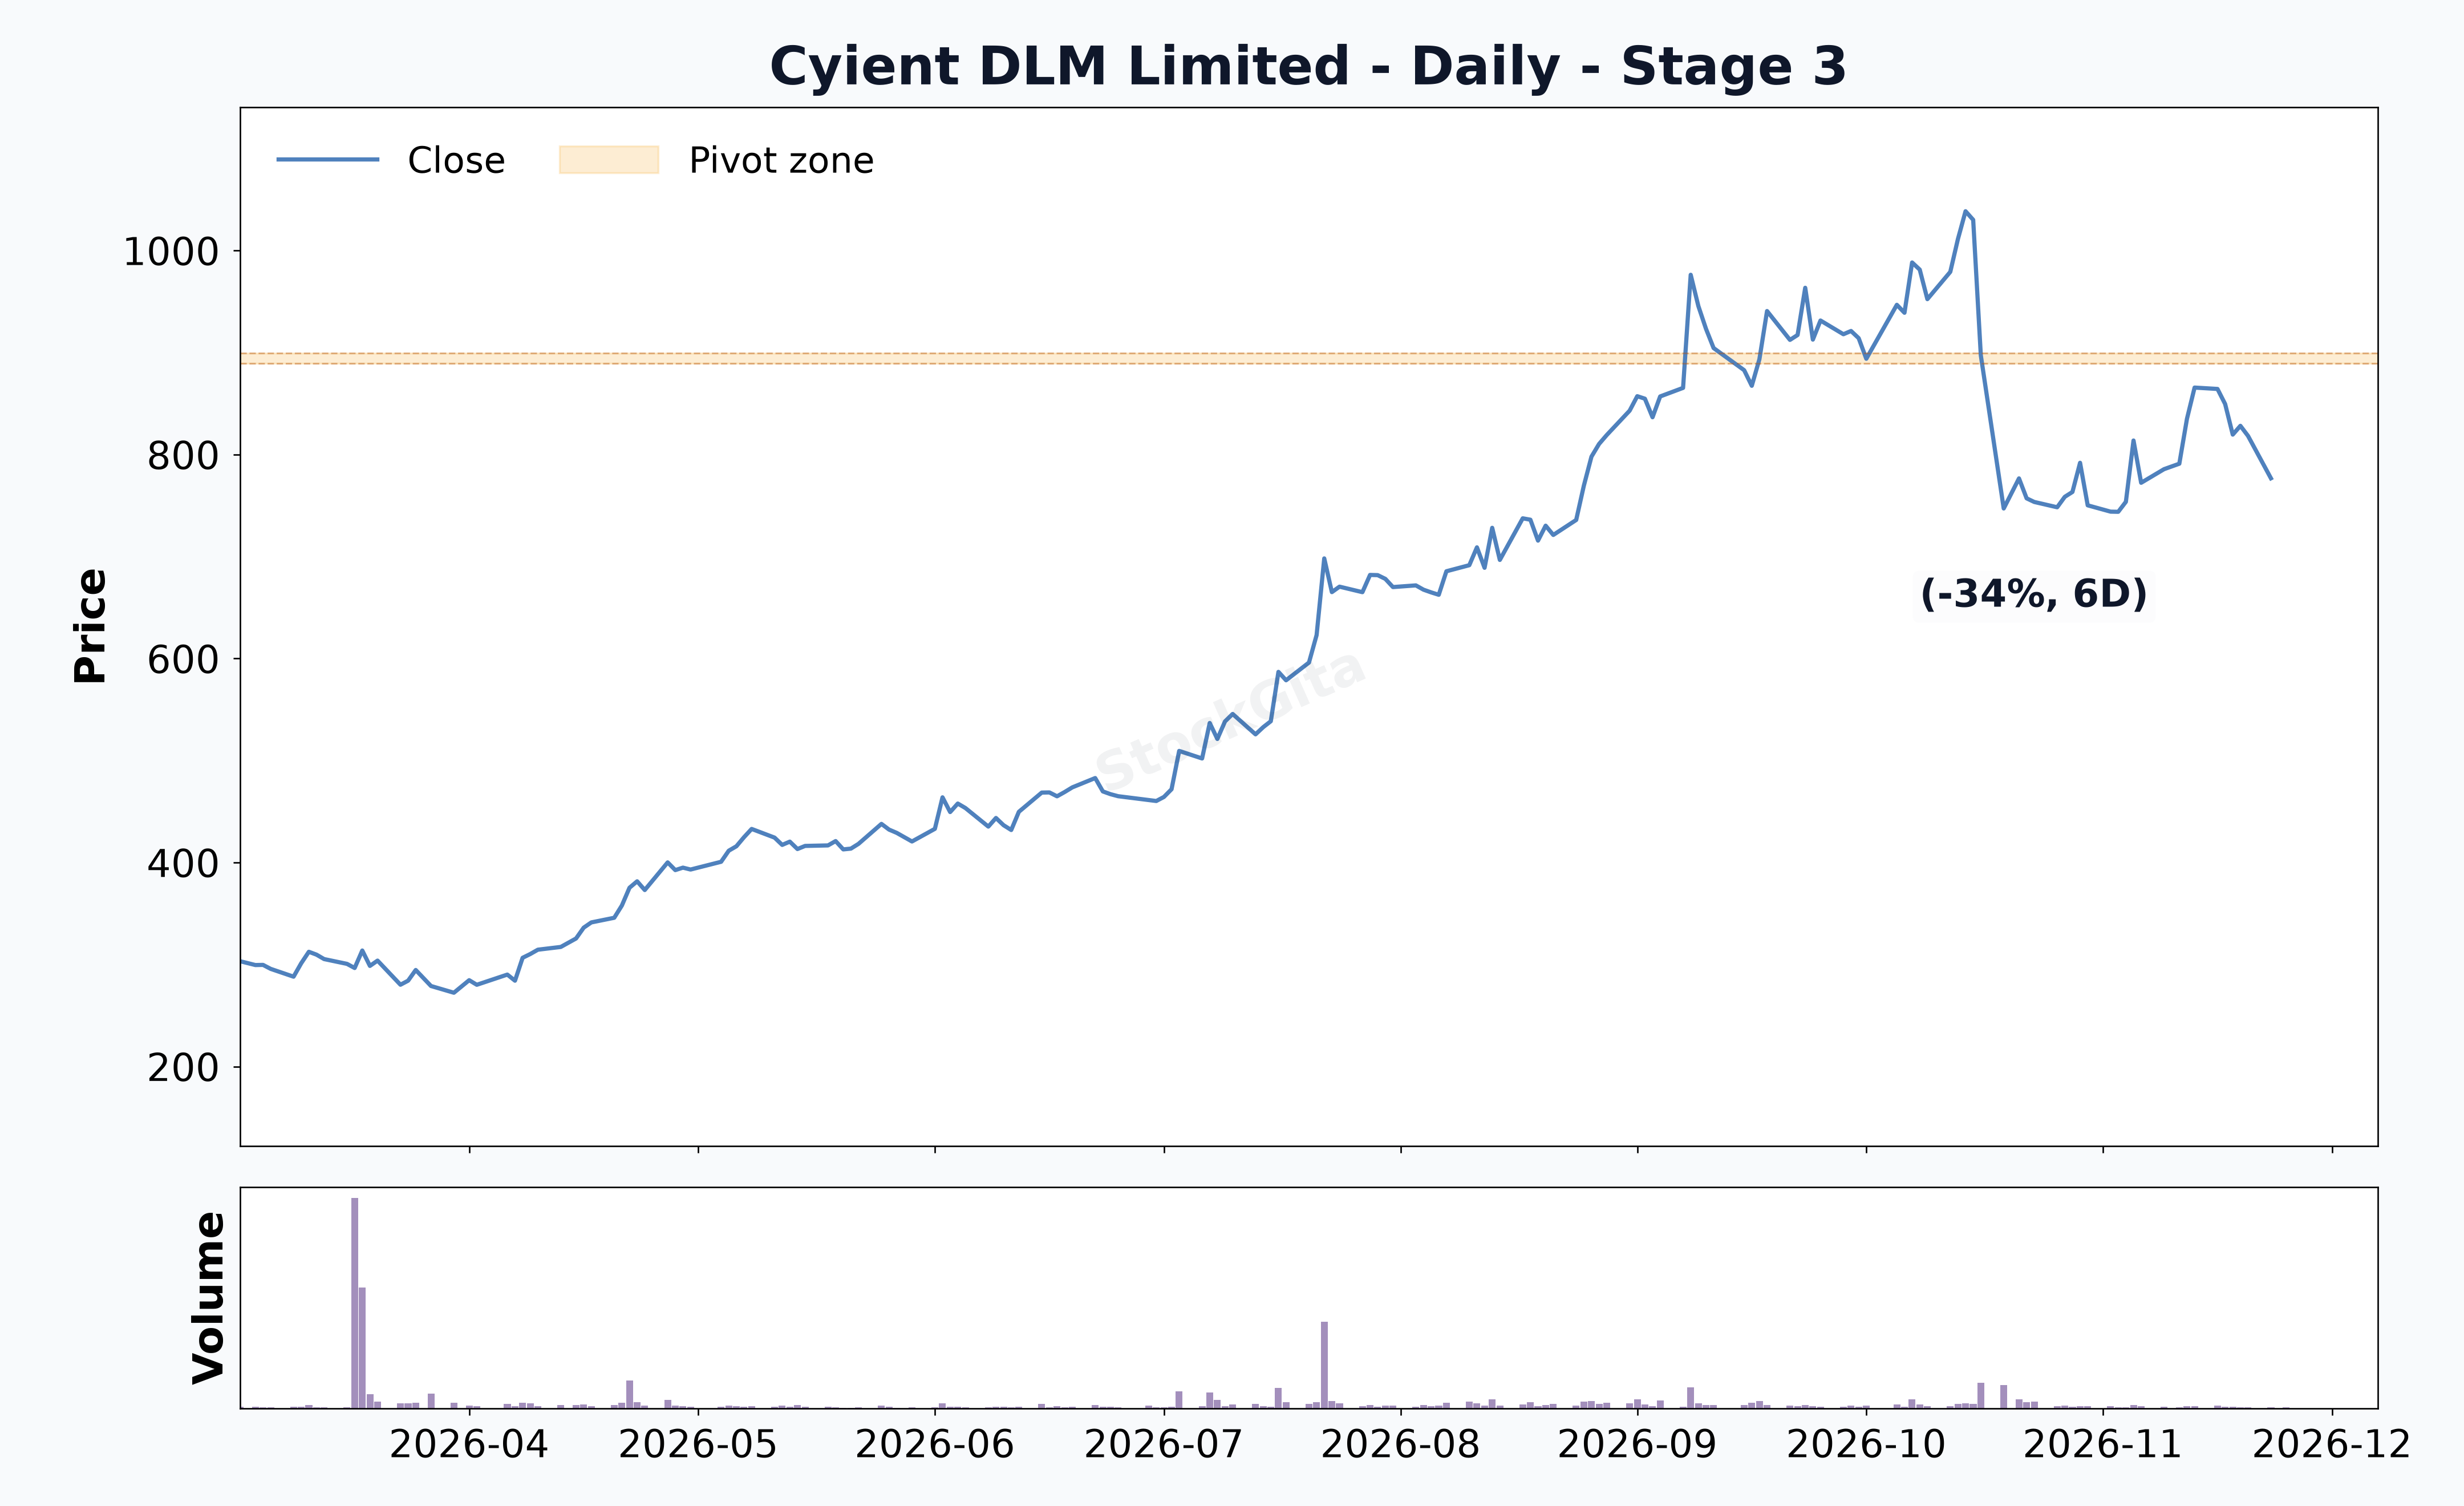 Cyient DLM Limited - Daily - Stage 3
Close
Pivot zone
1000
800
600
400
200
Price
(-34%, 6D)
StockGita
Volume
2026-04
2026-05
2026-06
2026-07
2026-08
2026-09
2026-10
2026-11
2026-12